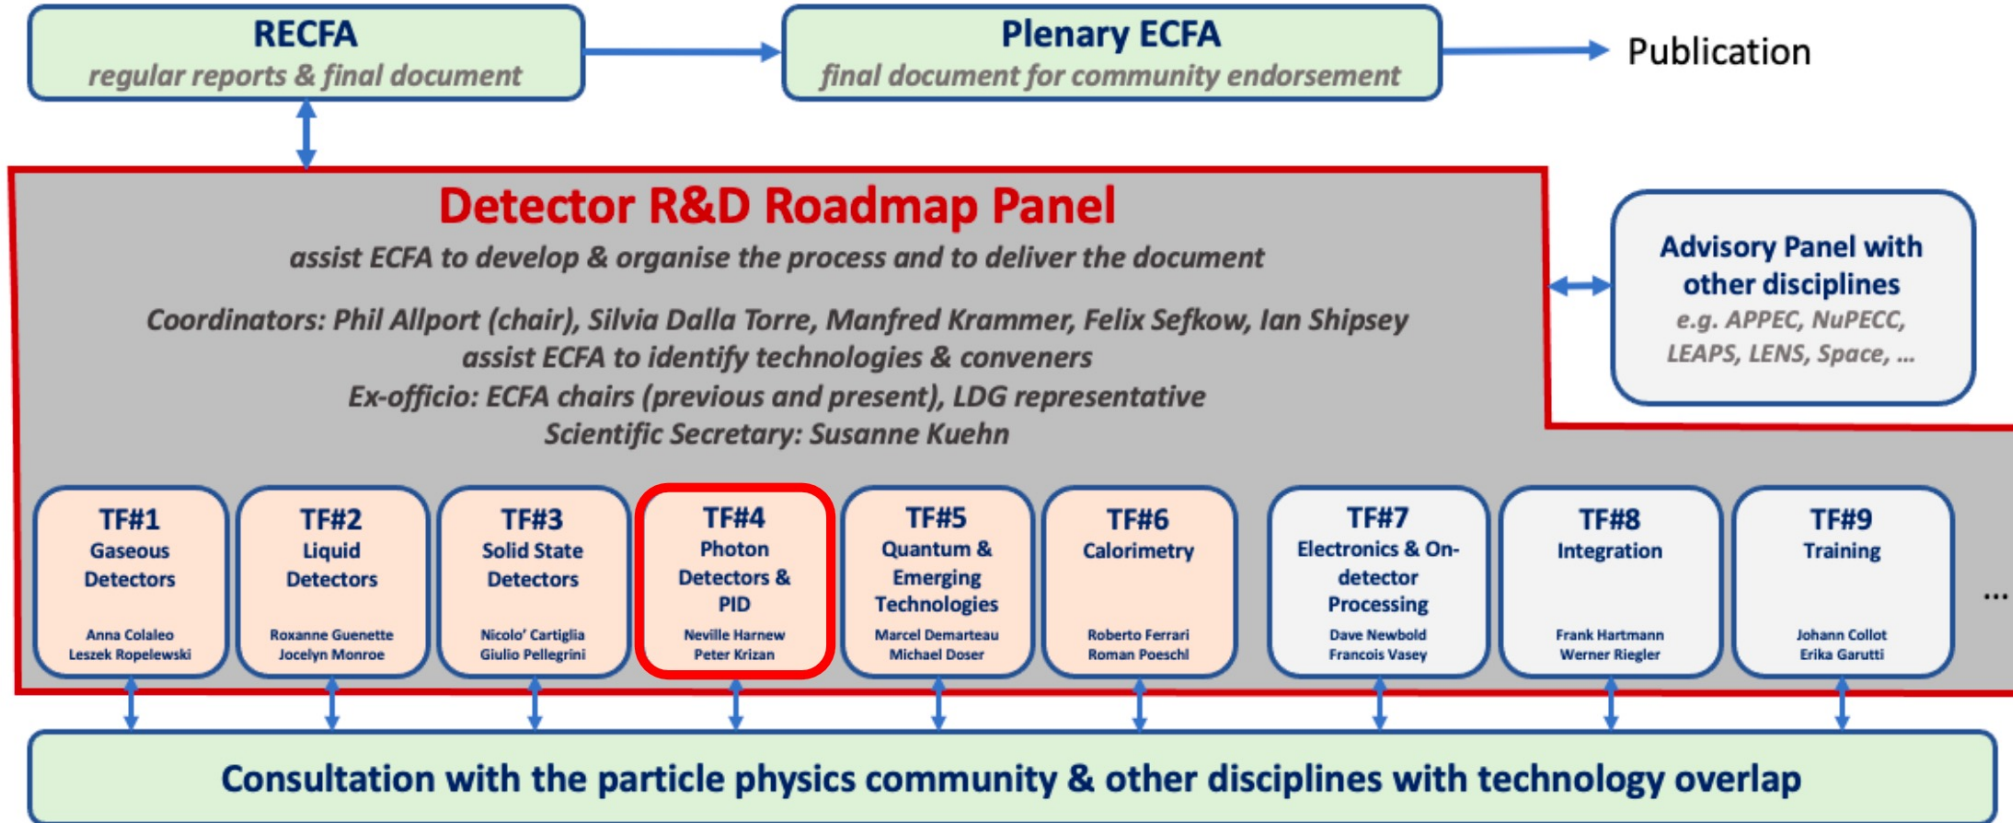 RECFA
regular reports & final document
Plenary ECFA
final document for community endorsement
Publication
Detector R&D Roadmap Panel
assist ECFA to develop & organise the process and to deliver the document
Coordinators: Phil Allport (chair), Silvia Dalla Torre, Manfred Krammer, Felix Sefkow, Ian Shipsey
assist ECFA to identify technologies & conveners
Ex-officio: ECFA chairs (previous and present), LDG representative
Scientific Secretary: Susanne Kuehn
Advisory Panel with
other disciplines
e.g. APPEC, NuPECC,
LEAPS, LENS, Space, ...
TF#1
Gaseous
Detectors
Anna Colaleo
Leszek Ropelewski
TF#2
Liquid
Detectors
Roxanne Guenette
Jocelyn Monroe
TF#3
Solid State
Detectors
Nicolo' Cartiglia
Giulio Pellegrini
TF#4
Photon
Detectors &
PID
Neville Harnew
Peter Krizan
TF#5
Quantum &
Emerging
Technologies
Marcel Demarteau
Michael Doser
TF#6
Calorimetry
Roberto Ferrari
Roman Poeschl
TF#7
Electronics & On-
detector
Processing
Dave Newbold
Francois Vasey
TF#8
Integration
Frank Hartmann
Werner Riegler
TF#9
Training
Johann Collot
Erika Garutti
...
Consultation with the particle physics community & other disciplines with technology overlap